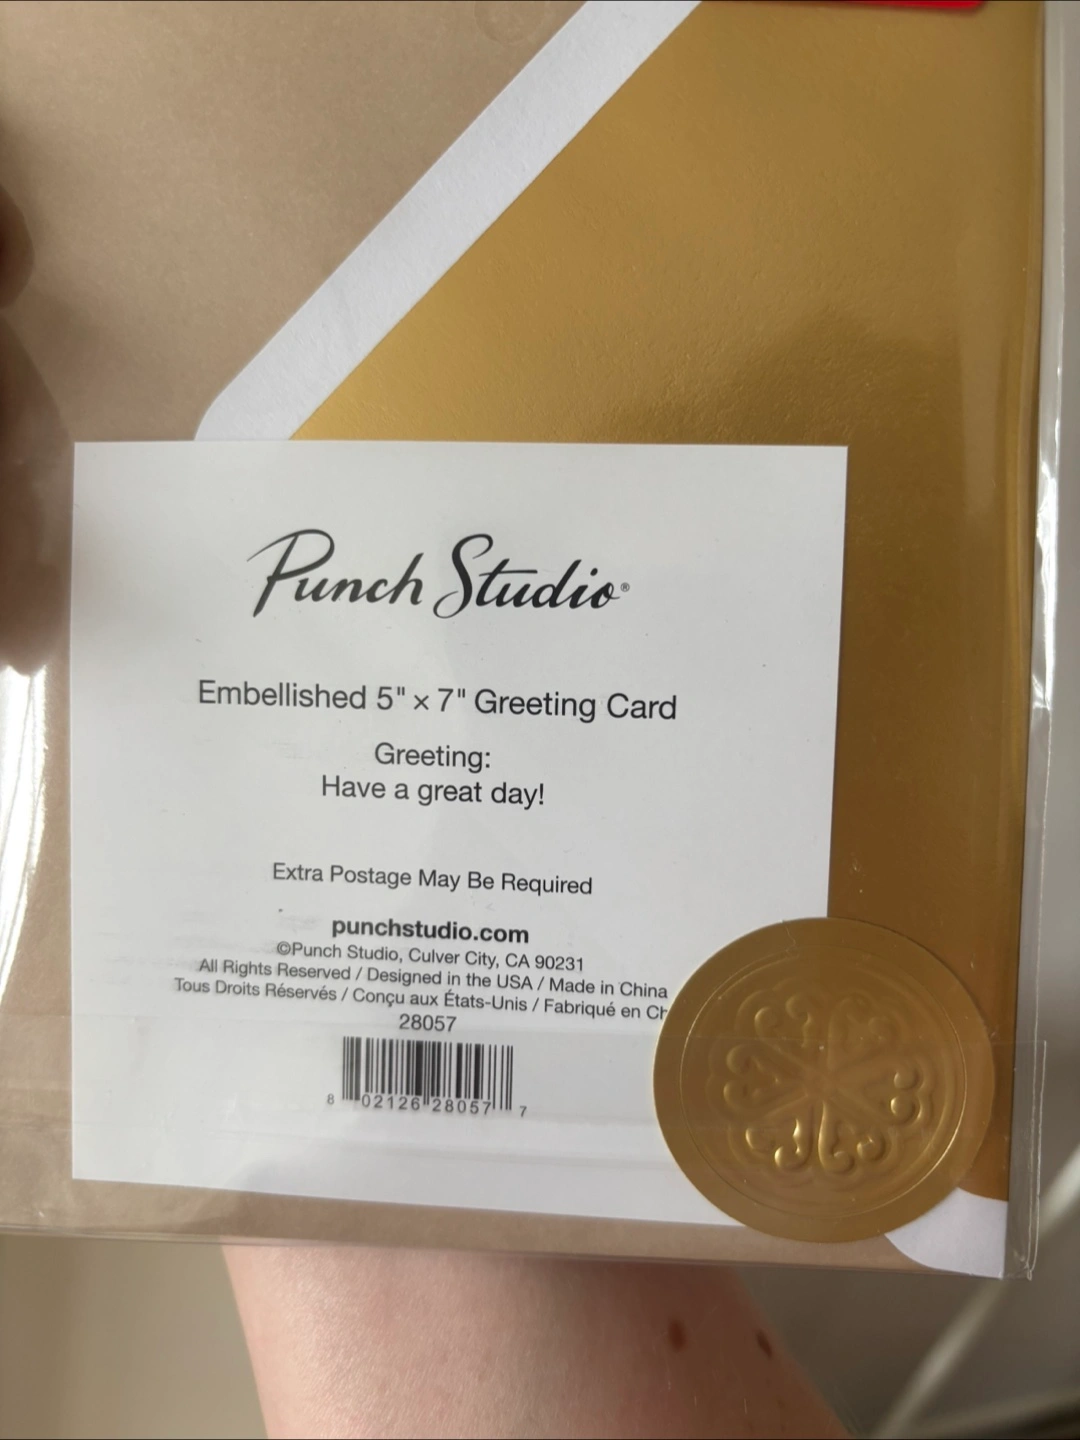 Punch Studio®
Embellished 5" × 7" Greeting Card
Greeting:
Have a great day!
Extra Postage May Be Required
punchstudio.com
©Punch Studio, Culver City, CA 90231
All Rights Reserved / Designed in the USA / Made in China
Tous Droits Réservés / Conçu aux États-Unis / Fabriqué en Ch
28057
8 02126 28057 7